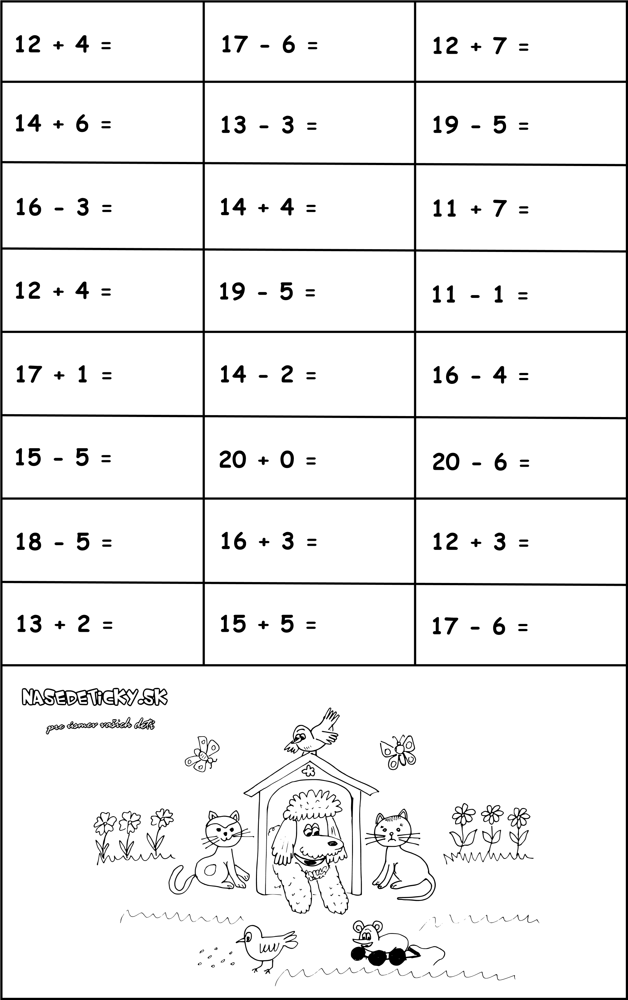 12 + 4 =
17 - 6 =
12 + 7 =
14 + 6 =
13 - 3 =
19 - 5 =
16 - 3 =
14 + 4 =
11 + 7 =
12 + 4 =
19 - 5 =
11 - 1 =
17 + 1 =
14 - 2 =
16 - 4 =
15 - 5 =
20 + 0 =
20 - 6 =
18 - 5 =
16 + 3 =
12 + 3 =
13 + 2 =
15 + 5 =
17 - 6 =
NASEDETiCKY.SK
pre úsmev vašich detí